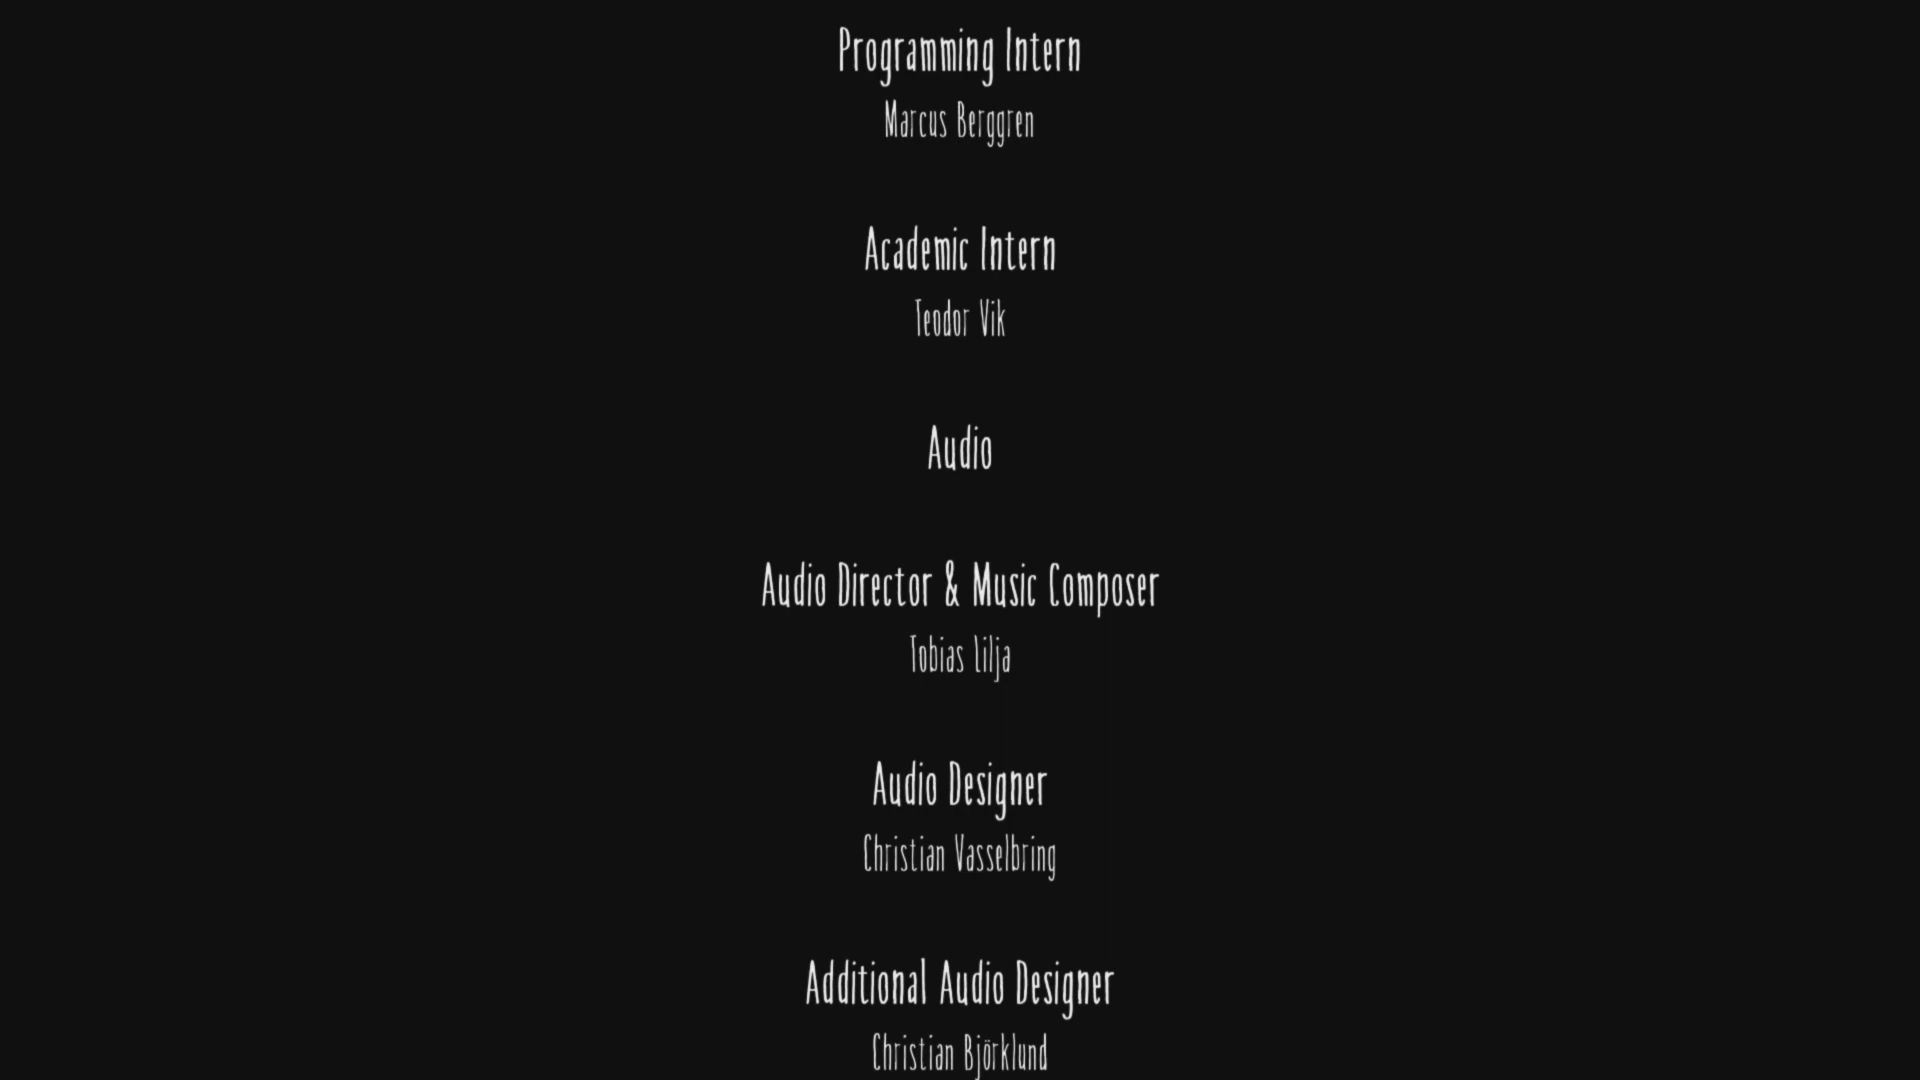 Programming Intern
Marcus Berggren
Academic Intern
Teodor Vik
Audio
Audio Director & Music Composer
Tobias Lilja
Audio Designer
Christian Vasselbring
Additional Audio Designer
Christian Björklund